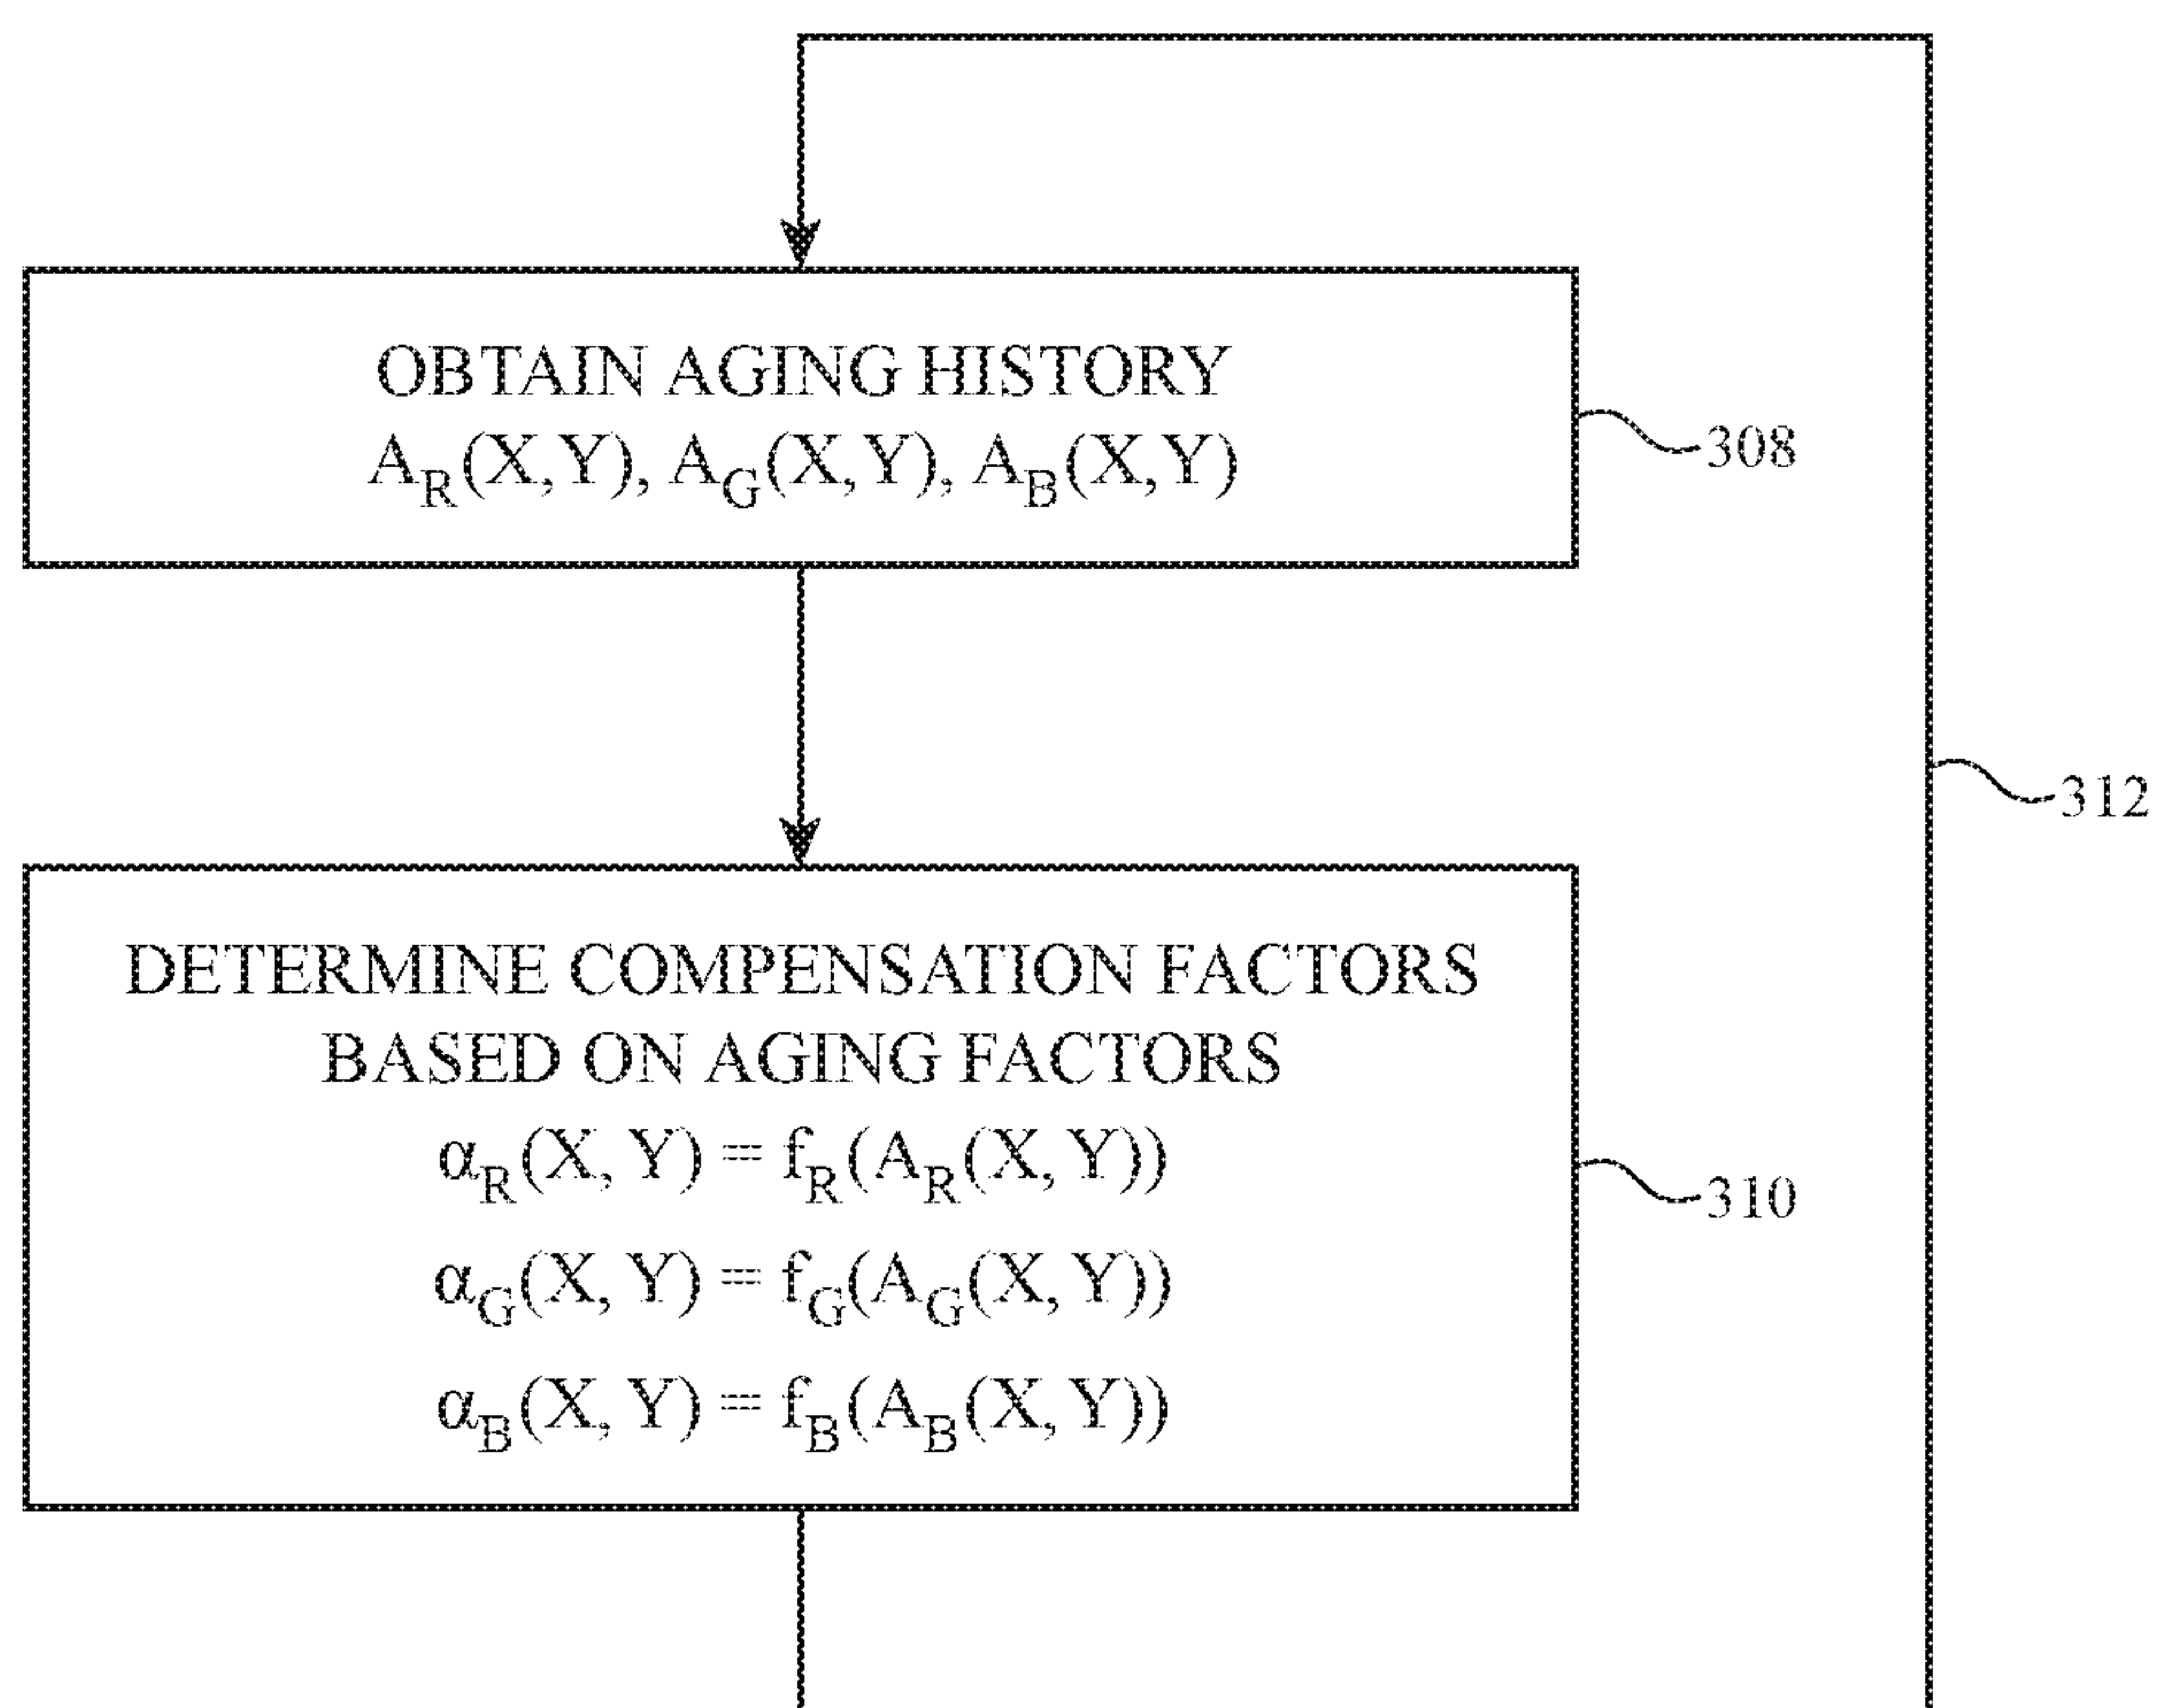 OBTAIN AGING HISTORY
A_R(X,Y), A_G(X,Y), A_B(X,Y)
308
312
DETERMINE COMPENSATION FACTORS
BASED ON AGING FACTORS
α_R(X, Y) = f_R(A_R(X, Y))
310
α_G(X, Y) = f_G(A_G(X, Y))
α_B(X, Y) = f_B(A_B(X, Y))